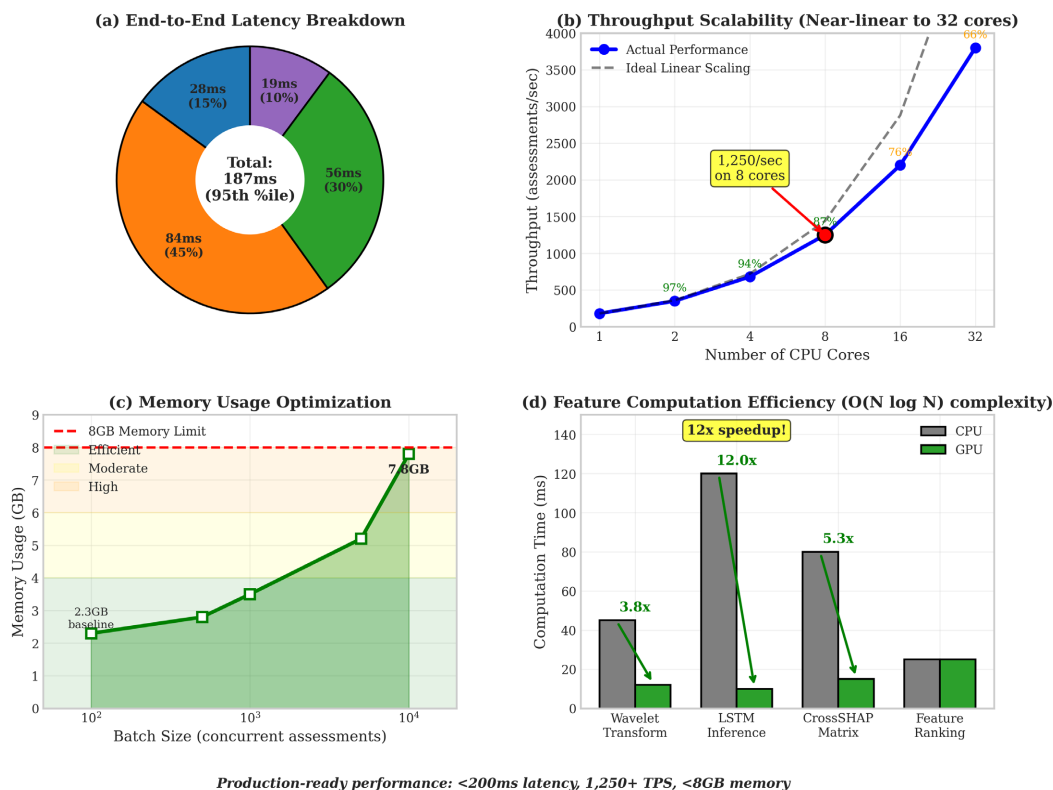 (a) End-to-End Latency Breakdown
28ms
(15%)
19ms
(10%)
56ms
(30%)
84ms
(45%)
Total:
187ms
(95th %ile)
(b) Throughput Scalability (Near-linear to 32 cores)
Throughput (assessments/sec)
4000
3500
3000
2500
2000
1500
1000
500
0
Actual Performance
Ideal Linear Scaling
1,250/sec
on 8 cores
97%
94%
87%
76%
66%
1 2 4 8 16 32
Number of CPU Cores
(c) Memory Usage Optimization
Memory Usage (GB)
9
8
7
6
5
4
3
2
1
0
8GB Memory Limit
Efficient
Moderate
High
7.8GB
2.3GB
baseline
10² 10³ 10⁴
Batch Size (concurrent assessments)
(d) Feature Computation Efficiency (O(N log N) complexity)
Computation Time (ms)
140
120
100
80
60
40
20
0
12x speedup!
CPU
GPU
3.8x
12.0x
5.3x
Wavelet
Transform
LSTM
Inference
CrossSHAP
Matrix
Feature
Ranking
Production-ready performance: <200ms latency, 1,250+ TPS, <8GB memory